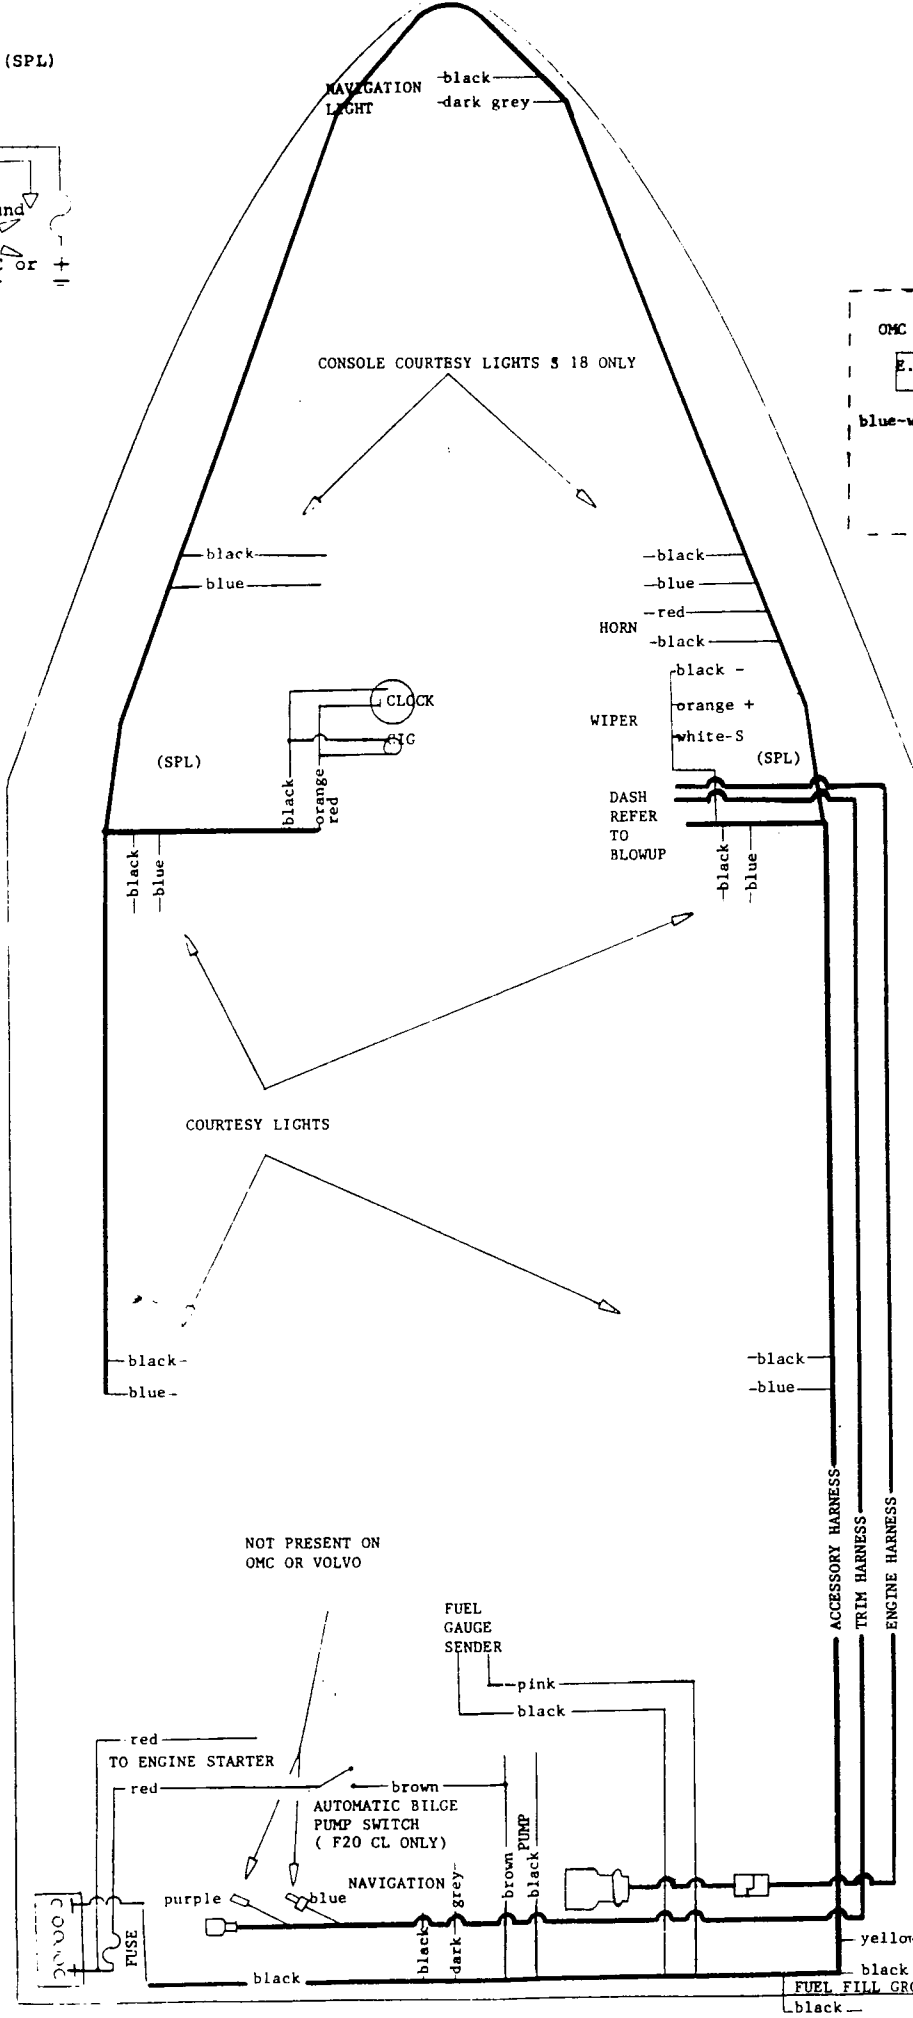 (SPL)
black
NAVIGATION
LIGHT
dark grey
or +
-
OMC
E.
CONSOLE COURTESY LIGHTS S 18 ONLY
black
blue
black
blue
red
HORN
black
black -
WIPER
orange +
white-S
CLOCK
CIG
(SPL)
(SPL)
black
orange
red
DASH
REFER
TO
BLOWUP
black
blue
black
blue
COURTESY LIGHTS
black
blue
black
blue
ACCESSORY HARNESS
TRIM HARNESS
ENGINE HARNESS
NOT PRESENT ON
OMC OR VOLVO
FUEL
GAUGE
SENDER
pink
black
red
TO ENGINE STARTER
red
brown
AUTOMATIC BILGE
PUMP SWITCH
( F20 CL ONLY)
PUMP
brown
black
NAVIGATION
purple
blue
black
dark grey
FUSE
black
yellow
black
FUEL FILL
black